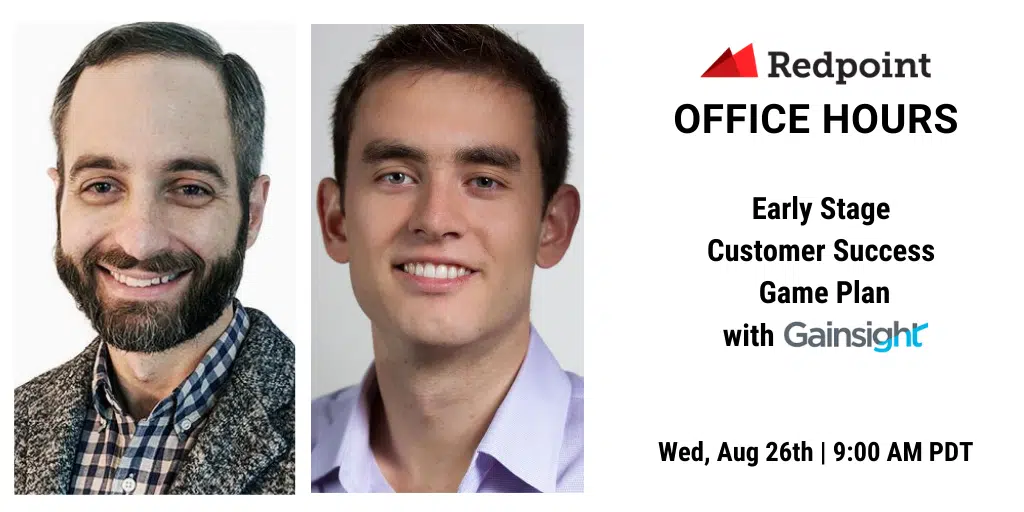 Redpoint
OFFICE HOURS
Early Stage
Customer Success
Game Plan
with Gainsight
Wed, Aug 26th | 9:00 AM PDT